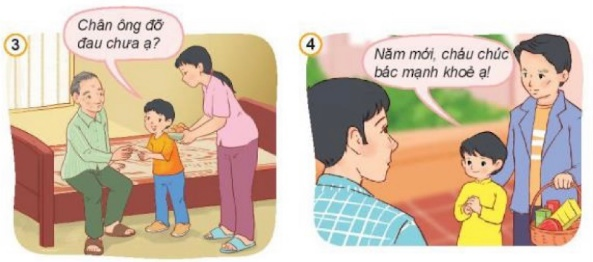 3
Chân ông đỡ
đau chưa ạ?
4
Năm mới, cháu chúc
bác mạnh khoẻ ạ!